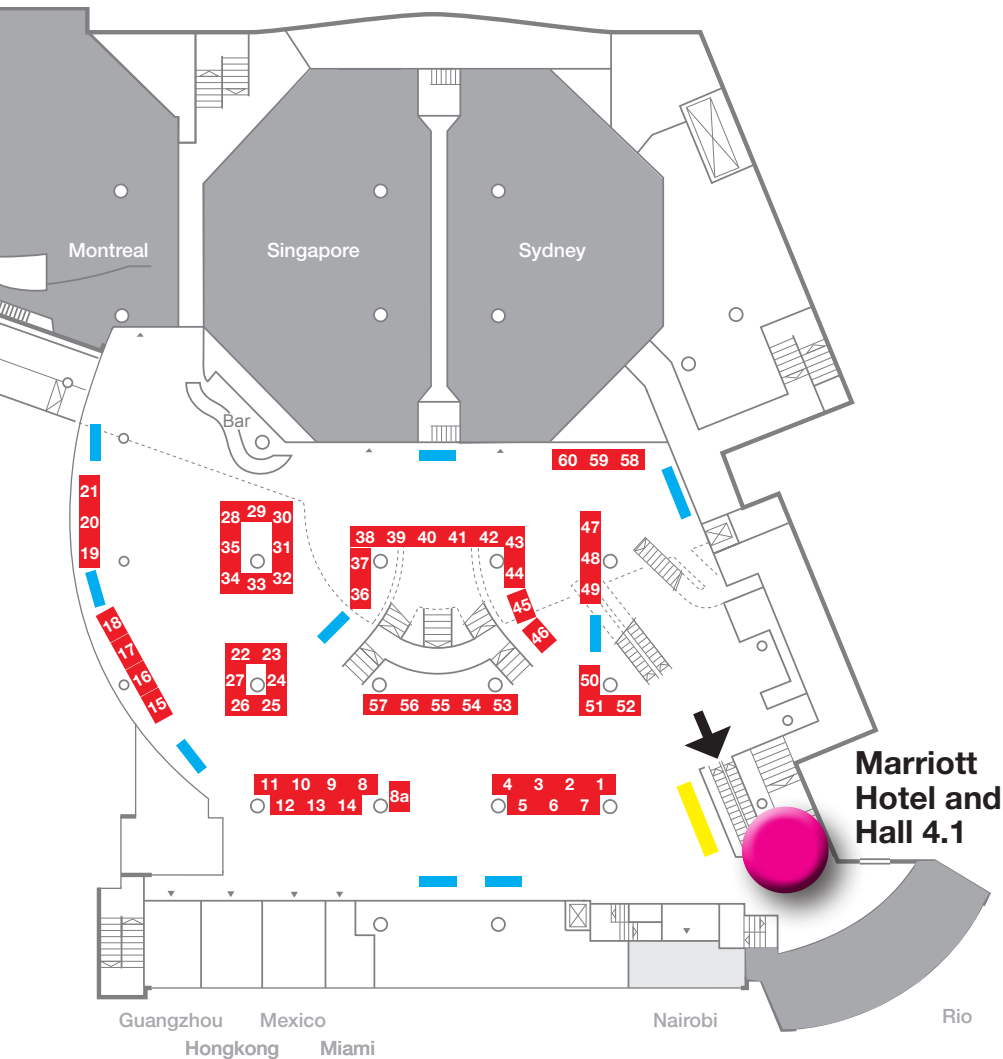 Montreal
Singapore
Sydney
Bar
60 59 58
21
20
19
28 29 30
35 31
34 33 32
38 39 40 41 42 43
37
36
44
45
46
47
48
49
18
17
16
15
22 23
27 24
26 25
57 56 55 54 53
50
51 52
11 10 9 8
12 13 14
8a
4 3 2 1
5 6 7
Marriott
Hotel and
Hall 4.1
Guangzhou
Mexico
Nairobi
Rio
Hongkong
Miami